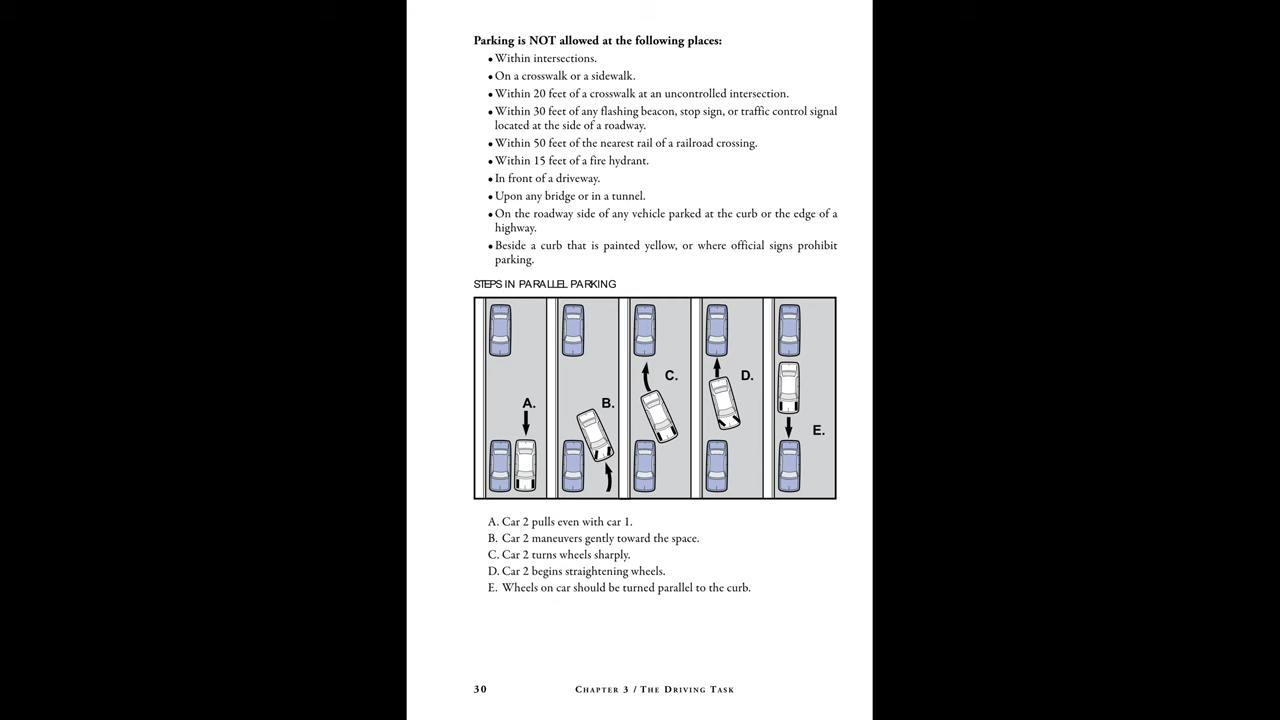 Parking is NOT allowed at the following places:
• Within intersections.
• On a crosswalk or a sidewalk.
• Within 20 feet of a crosswalk at an uncontrolled intersection.
• Within 30 feet of any flashing beacon, stop sign, or traffic control signal
located at the side of a roadway.
• Within 50 feet of the nearest rail of a railroad crossing.
• Within 15 feet of a fire hydrant.
• In front of a driveway.
• Upon any bridge or in a tunnel.
• On the roadway side of any vehicle parked at the curb or the edge of a
highway.
• Beside a curb that is painted yellow, or where official signs prohibit
parking.
STEPS IN PARALLEL PARKING
A.
B.
C.
D.
E.
A. Car 2 pulls even with car 1.
B. Car 2 maneuvers gently toward the space.
C. Car 2 turns wheels sharply.
D. Car 2 begins straightening wheels.
E. Wheels on car should be turned parallel to the curb.
30 CHAPTER 3 / THE DRIVING TASK